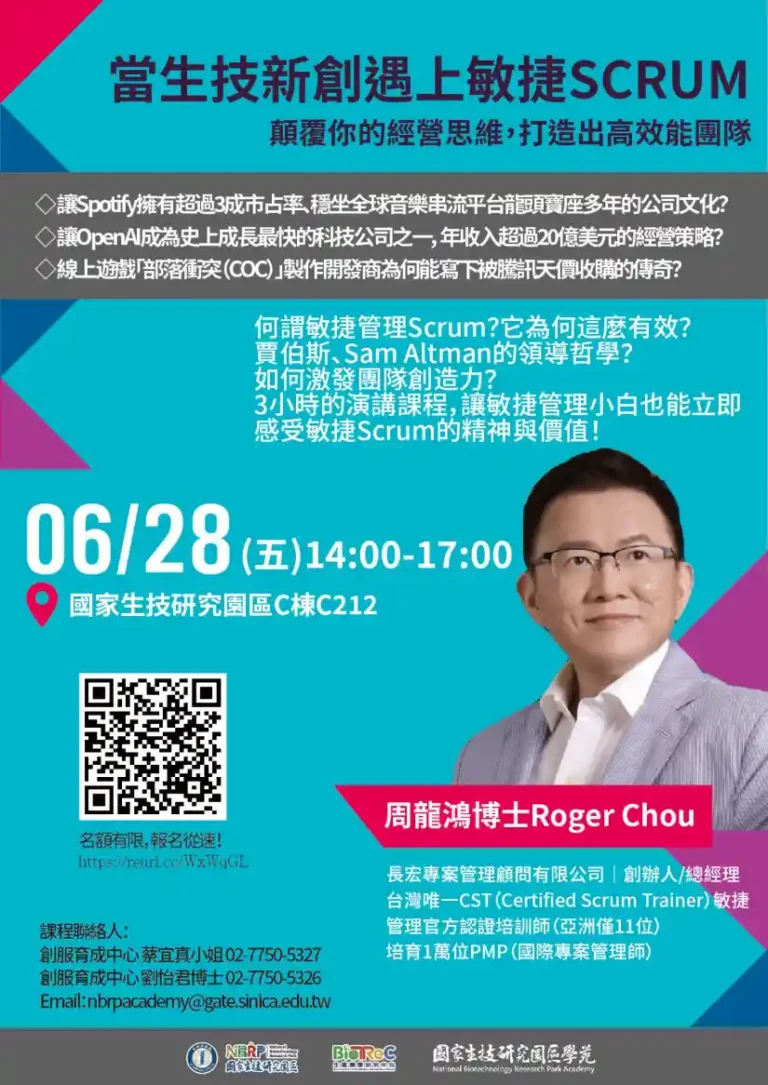 當生技新創遇上敏捷SCRUM
顛覆你的經營思維,打造出高效能團隊
◇讓Spotify擁有超過3成市占率、穩坐全球音樂串流平台龍頭寶座多年的公司文化?
◇讓OpenAI成為史上成長最快的科技公司之一, 年收入超過20億美元的經營策略?
◇線上遊戲「部落衝突(COC)」製作開發商為何能寫下被騰訊天價收購的傳奇?
何謂敏捷管理Scrum?它為何這麼有效?
賈伯斯、Sam Altman的領導哲學?
如何激發團隊創造力?
3小時的演講課程,讓敏捷管理小白也能立即
感受敏捷Scrum的精神與價值!
06/28(五)14:00-17:00
國家生技研究園區C棟C212
名額有限,報名從速!
https://reurl.cc/WxWqGL
周龍鴻博士Roger Chou
長宏專案管理顧問有限公司|創辦人/總經理
台灣唯一CST(Certified Scrum Trainer)敏捷
管理官方認證培訓師(亞洲僅11位)
培育1萬位PMP(國際專案管理師)
課程聯絡人:
創服育成中心 蔡宜真小姐 02-7750-5327
創服育成中心 劉怡君博士 02-7750-5326
Email: nbrpacademy@gate.sinica.edu.tw
NBRP
國家生技研究園區
BioTReC
國家生技研究園區學苑
National Biotechnology Research Park Academy